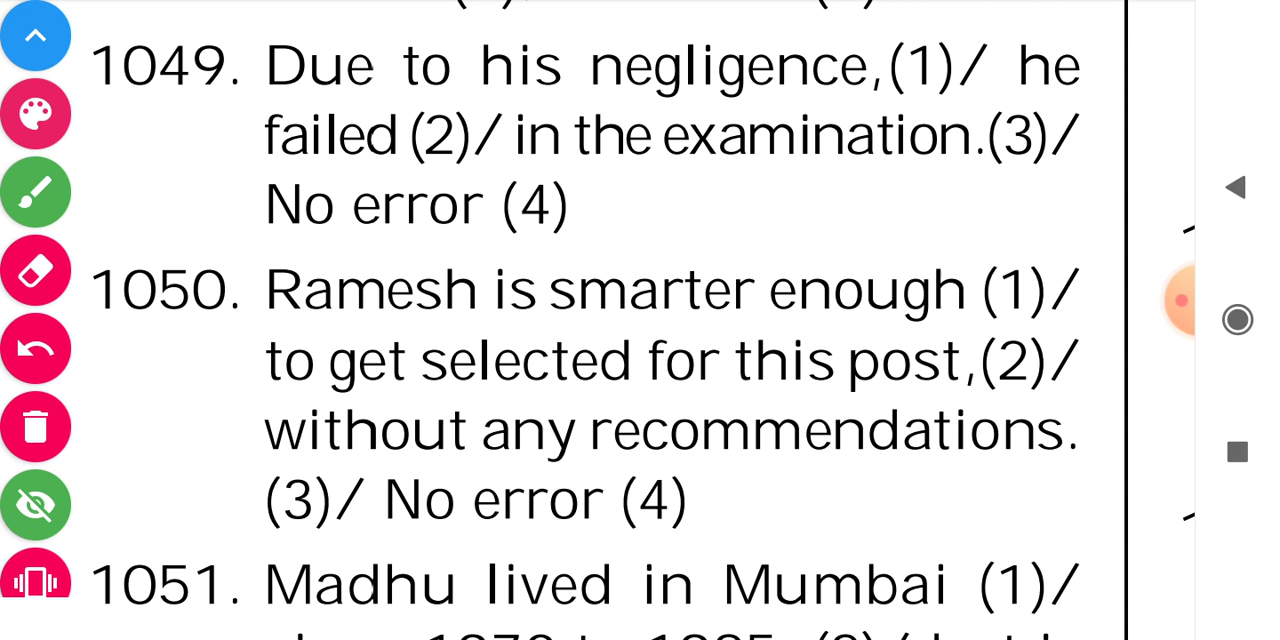 1049. Due to his negligence,(1)/ he
failed (2)/ in the examination.(3)/
No error (4)
1050. Ramesh is smarter enough (1)/
to get selected for this post,(2)/
without any recommendations.
(3)/ No error (4)
1051. Madhu lived in Mumbai (1)/